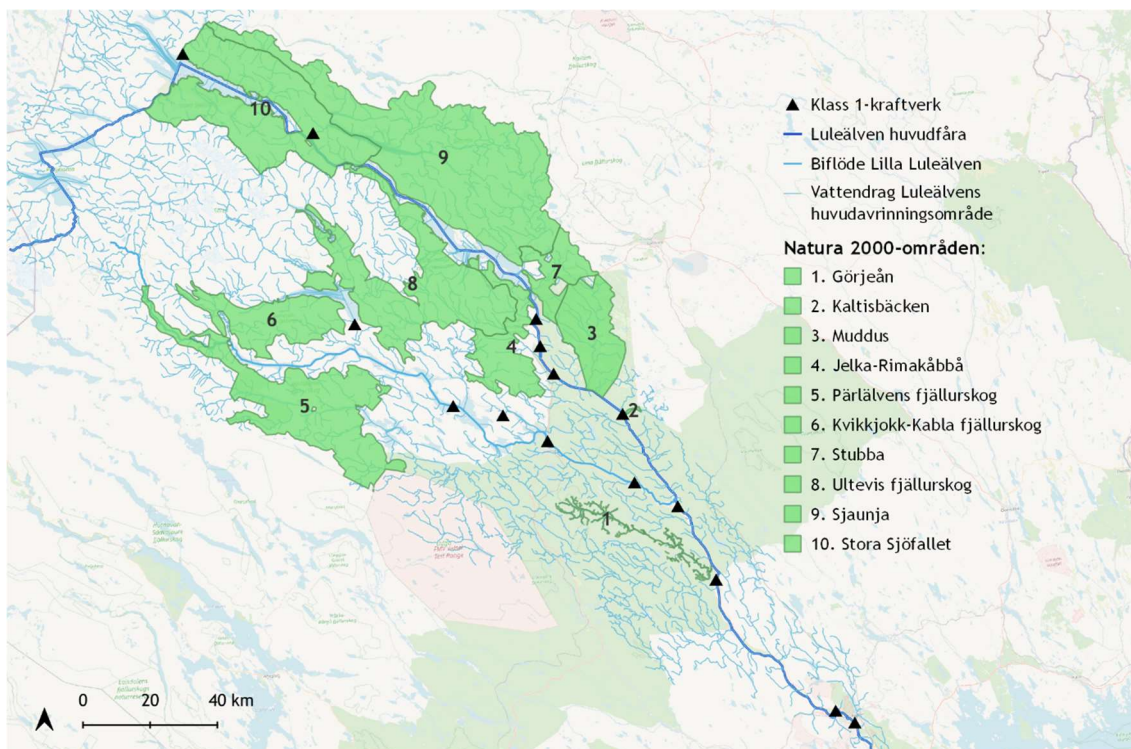 Klass 1-kraftverk
Luleälven huvudfåra
Biflöde Lilla Luleälven
Vattendrag Luleälvens
huvudavrinningsområde
Natura 2000-områden:
1. Görjeån
2. Kaltisbäcken
3. Muddus
4. Jelka-Rimakåbbå
5. Pärlälvens fjällurskog
6. Kvikkjokk-Kabla fjällurskog
7. Stubba
8. Ultevis fjällurskog
9. Sjaunja
10. Stora Sjöfallet
10
9
7
8
6
3
4
5
2
1
0 20 40 km